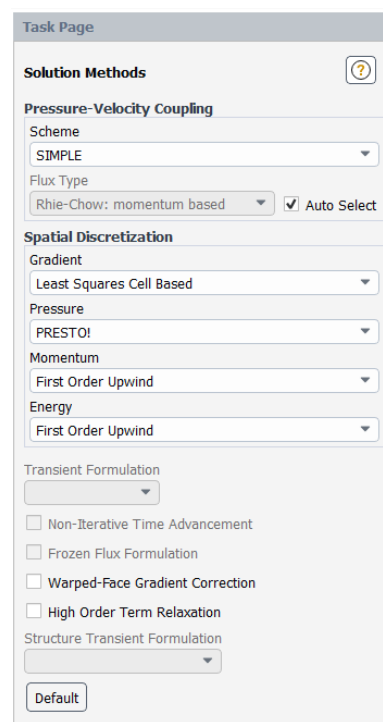 Task Page
Solution Methods
?
Pressure-Velocity Coupling
Scheme
SIMPLE
Flux Type
Rhie-Chow: momentum based
Auto Select
Spatial Discretization
Gradient
Least Squares Cell Based
Pressure
PRESTO!
Momentum
First Order Upwind
Energy
First Order Upwind
Transient Formulation
Non-Iterative Time Advancement
Frozen Flux Formulation
Warped-Face Gradient Correction
High Order Term Relaxation
Structure Transient Formulation
Default